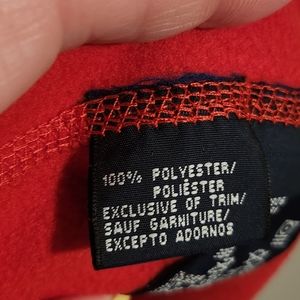 100% POLYESTER/
POLIÉSTER
EXCLUSIVE OF TRIM/
SAUF GARNITURE/
EXCEPTO ADORNOS